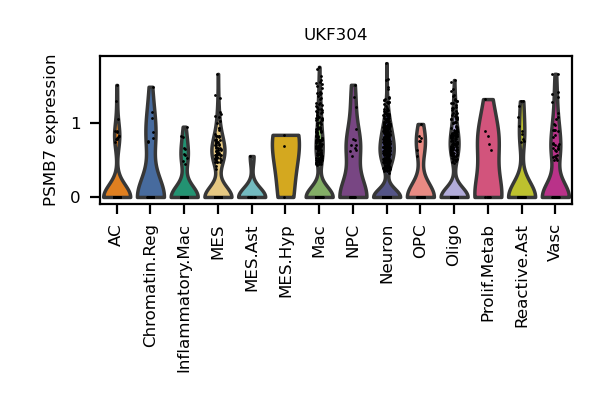 UKF304
PSMB7 expression
1
0
AC
Chromatin.Reg
Inflammatory.Mac
MES
MES.Ast
MES.Hyp
Mac
NPC
Neuron
OPC
Oligo
Prolif.Metab
Reactive.Ast
Vasc